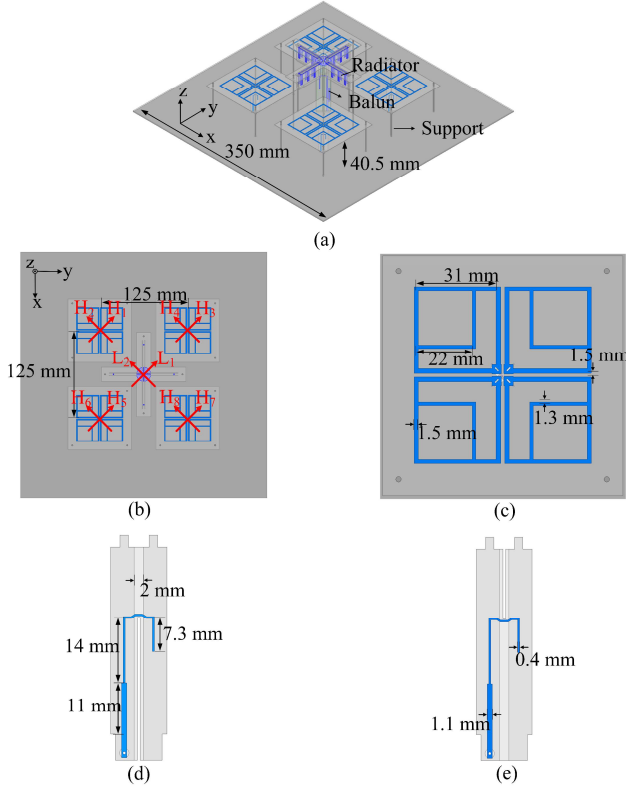 Radiator
Balun
z
y
x
Support
350 mm
40.5 mm
(a)
z
y
x
125 mm
H₂ H₁ H₄ H₃
L₂ L₁
125 mm
H₆ H₅ H₈ H₇
(b)
31 mm
22 mm
1.5 mm
1.5 mm
1.3 mm
(c)
2 mm
14 mm
7.3 mm
11 mm
(d)
0.4 mm
1.1 mm
(e)